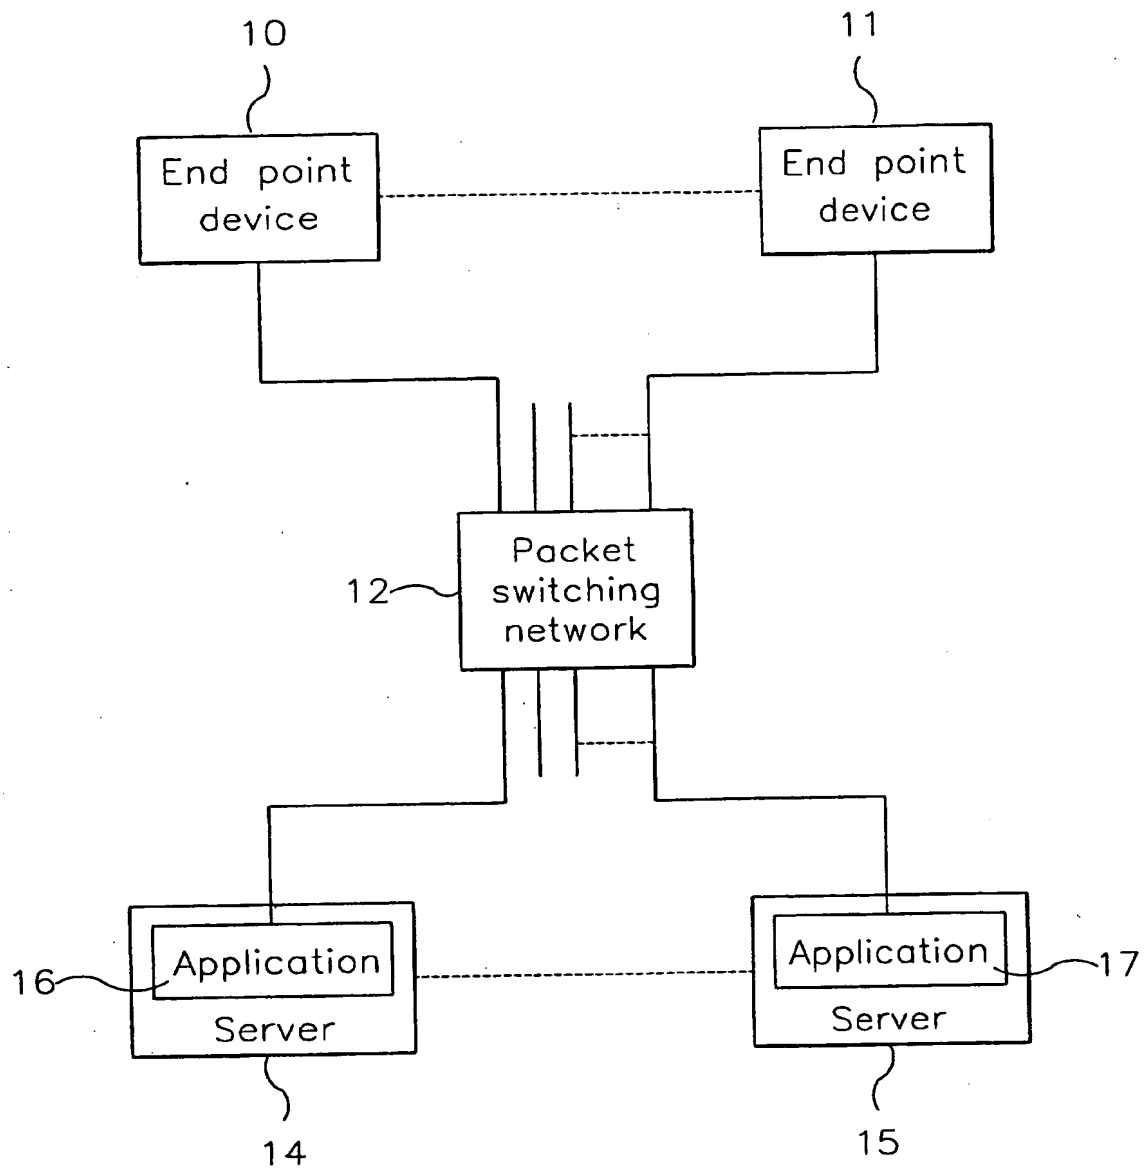 10
11
End point
device
End point
device
Packet
switching
network
12
Application
Server
16
Application
Server
17
14
15